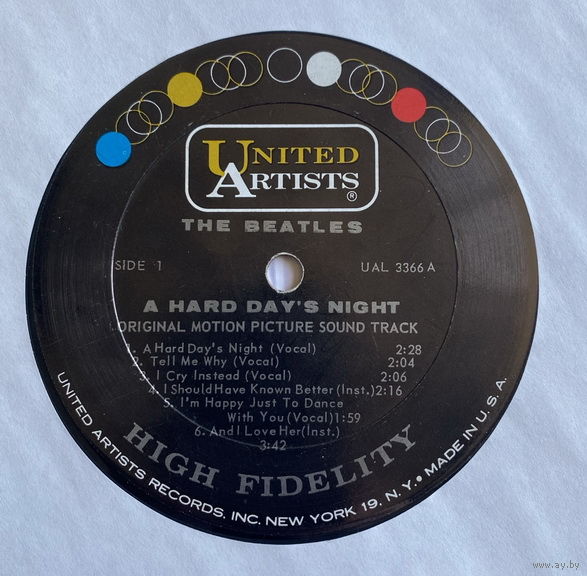 UNITED
ARTISTS
®
THE BEATLES
SIDE 1
UAL 3366 A
A HARD DAY'S NIGHT
ORIGINAL MOTION PICTURE SOUND TRACK
1. A Hard Day's Night (Vocal) 2:28
2. Tell Me Why (Vocal) 2:04
3. I Cry Instead (Vocal) 2:06
4. I Should Have Known Better (Inst.) 2:16
5. I'm Happy Just To Dance
With You (Vocal) 1:59
6. And I Love Her (Inst.)
3:42
HIGH FIDELITY
UNITED ARTISTS RECORDS, INC. NEW YORK 19, N.Y. • MADE IN U.S.A.
www.ay.by